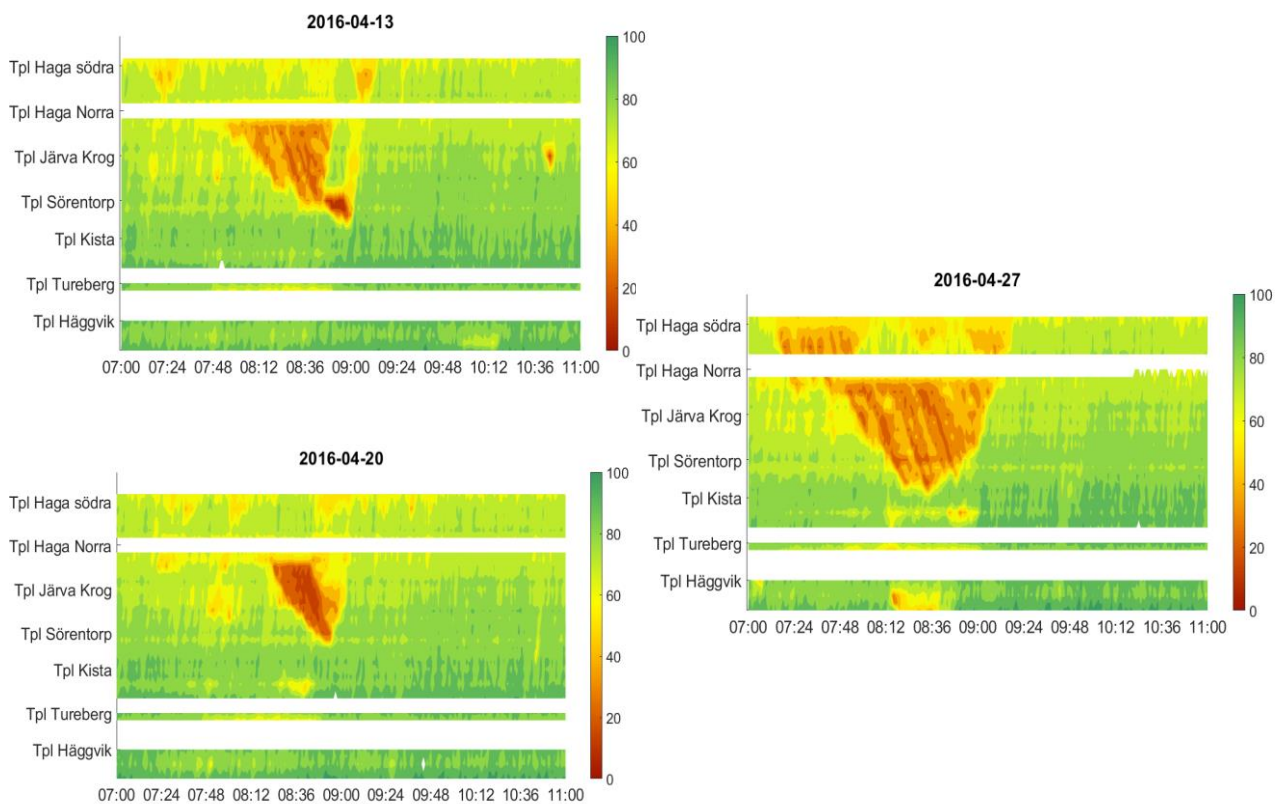 2016-04-13
100
Tpl Haga södra
80
Tpl Haga Norra
Tpl Järva Krog
60
Tpl Sörentorp
40
Tpl Kista
20
Tpl Tureberg
Tpl Häggvik
0
07:00 07:24 07:48 08:12 08:36 09:00 09:24 09:48 10:12 10:36 11:00
2016-04-20
100
Tpl Haga södra
80
Tpl Haga Norra
60
Tpl Järva Krog
Tpl Sörentorp
40
Tpl Kista
20
Tpl Tureberg
Tpl Häggvik
0
07:00 07:24 07:48 08:12 08:36 09:00 09:24 09:48 10:12 10:36 11:00
2016-04-27
100
Tpl Haga södra
80
Tpl Haga Norra
60
Tpl Järva Krog
Tpl Sörentorp
40
Tpl Kista
20
Tpl Tureberg
Tpl Häggvik
0
07:00 07:24 07:48 08:12 08:36 09:00 09:24 09:48 10:12 10:36 11:00